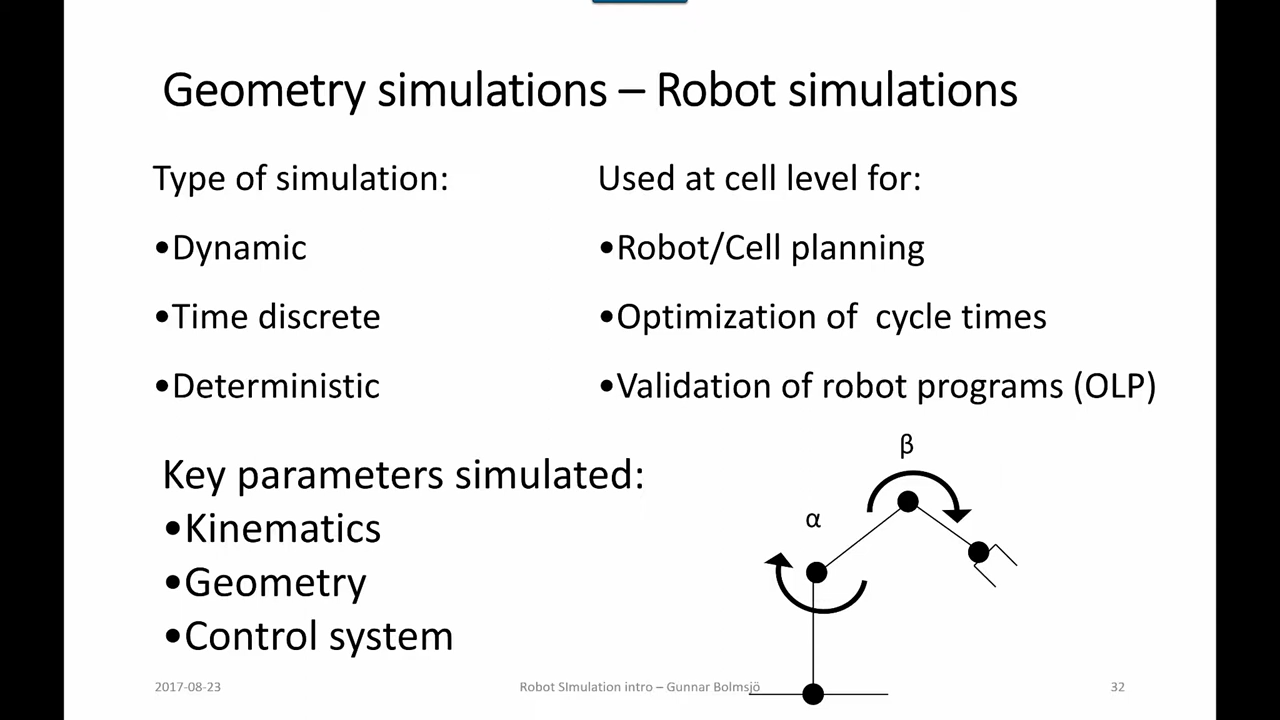 Geometry simulations – Robot simulations
Type of simulation:
•Dynamic
•Time discrete
•Deterministic
Used at cell level for:
•Robot/Cell planning
•Optimization of  cycle times
•Validation of robot programs (OLP)
Key parameters simulated:
•Kinematics
•Geometry
•Control system
β
α
2017-08-23
Robot SImulation intro – Gunnar Bolmsjö
32